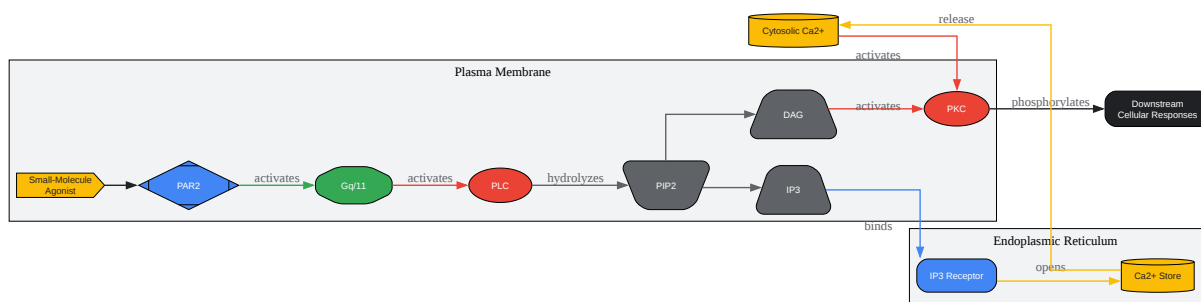 release
Cytosolic Ca2+
activates
Plasma Membrane
DAG
activates
PKC
phosphorylates
Downstream
Cellular Responses
Small-Molecule
Agonist
PAR2
activates
Gq/11
activates
PLC
hydrolyzes
PIP2
IP3
binds
Endoplasmic Reticulum
IP3 Receptor
opens
Ca2+ Store